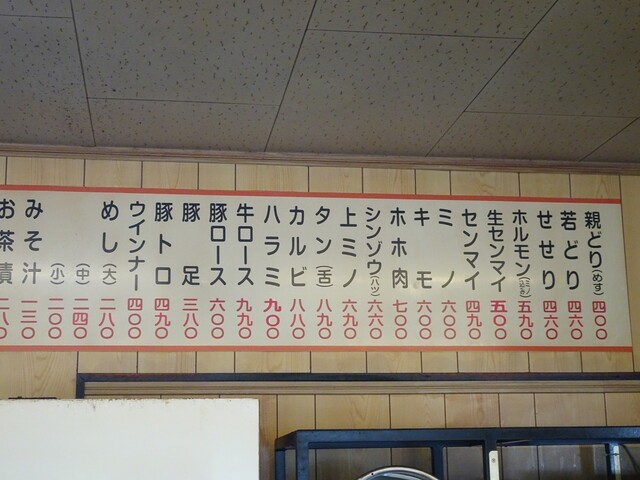 親どり(めす) 四〇〇
若どり 四六〇
せせり 四六〇
ホルモン(ミノ込み) 五九〇
生センマイ 五〇〇
センマイ 四九〇
ミノ 六〇〇
キモ 六〇〇
ホホ肉 七〇〇
シンゾウ(ハツ) 六六〇
上ミノ 六九〇
タン(舌) 八九〇
カルビ 八八〇
ハラミ 九〇〇
牛ロース 九九〇
豚ロース 六〇〇
豚足 三八〇
豚トロ 四九〇
ウインナー 四〇〇
めし(大) 二八〇
(中) 二四〇
(小) 二〇〇
みそ汁 一三〇
お茶漬 二八〇